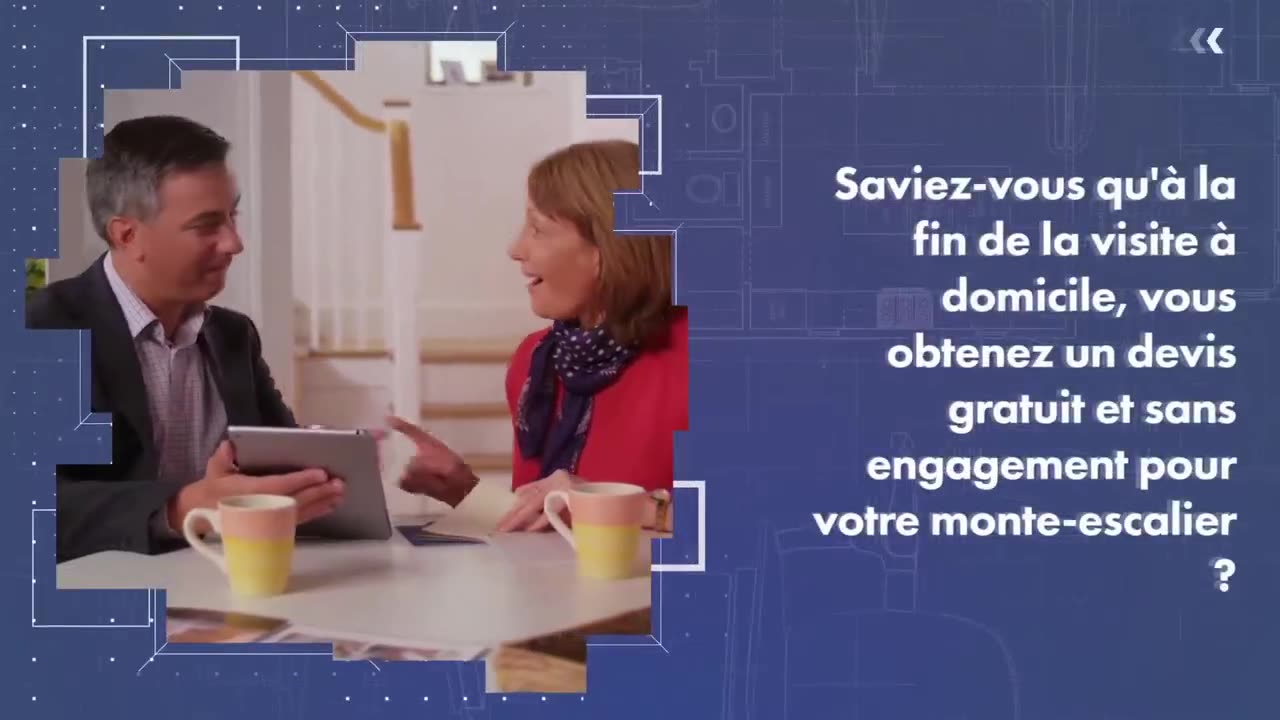 Saviez-vous qu'à la
fin de la visite à
domicile, vous
obtenez un devis
gratuit et sans
engagement pour
votre monte-escalier
?